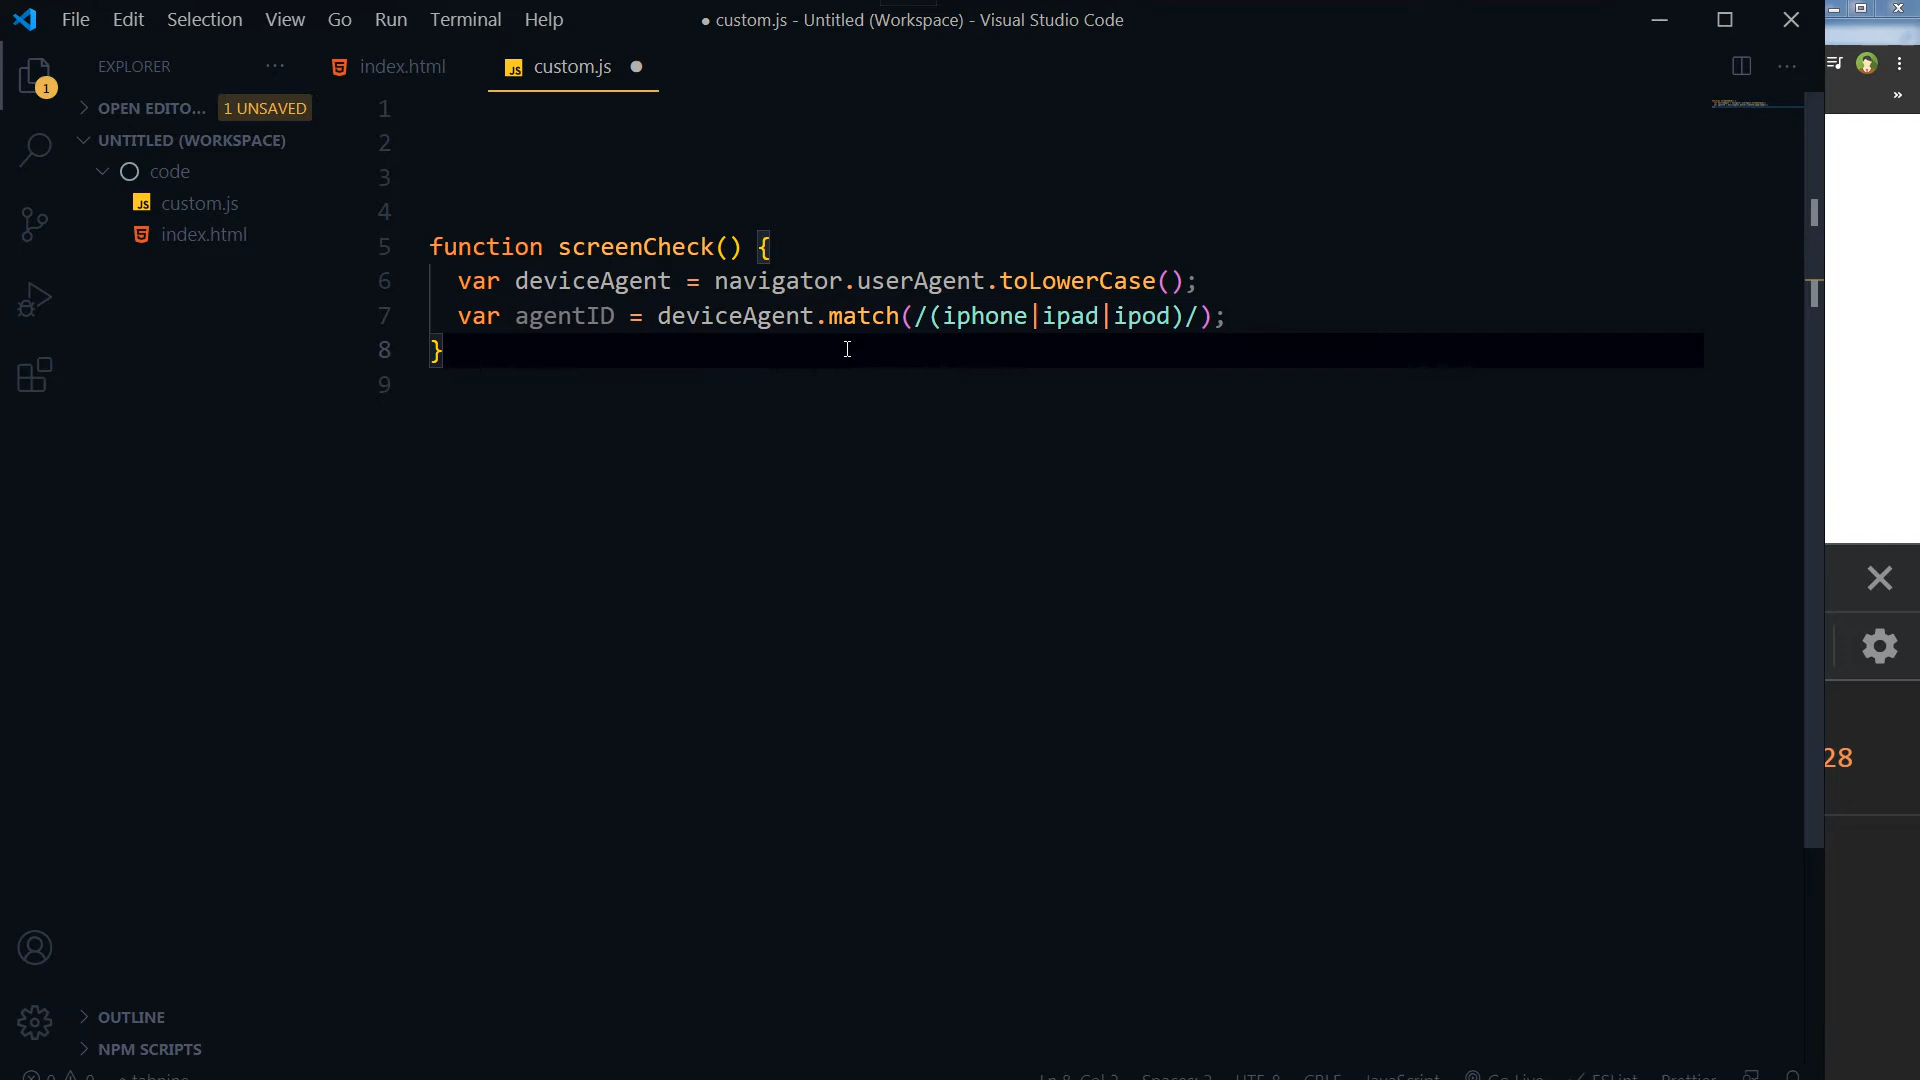 File Edit Selection View Go Run Terminal Help
● custom.js - Untitled (Workspace) - Visual Studio Code
EXPLORER
index.html
JS custom.js
1
OPEN EDITO... 1 UNSAVED
UNTITLED (WORKSPACE)
code
JS custom.js
index.html
1
2
3
4
5 function screenCheck() {
6 var deviceAgent = navigator.userAgent.toLowerCase();
7 var agentID = deviceAgent.match(/(iphone|ipad|ipod)/);
8 }
9
28
OUTLINE
NPM SCRIPTS